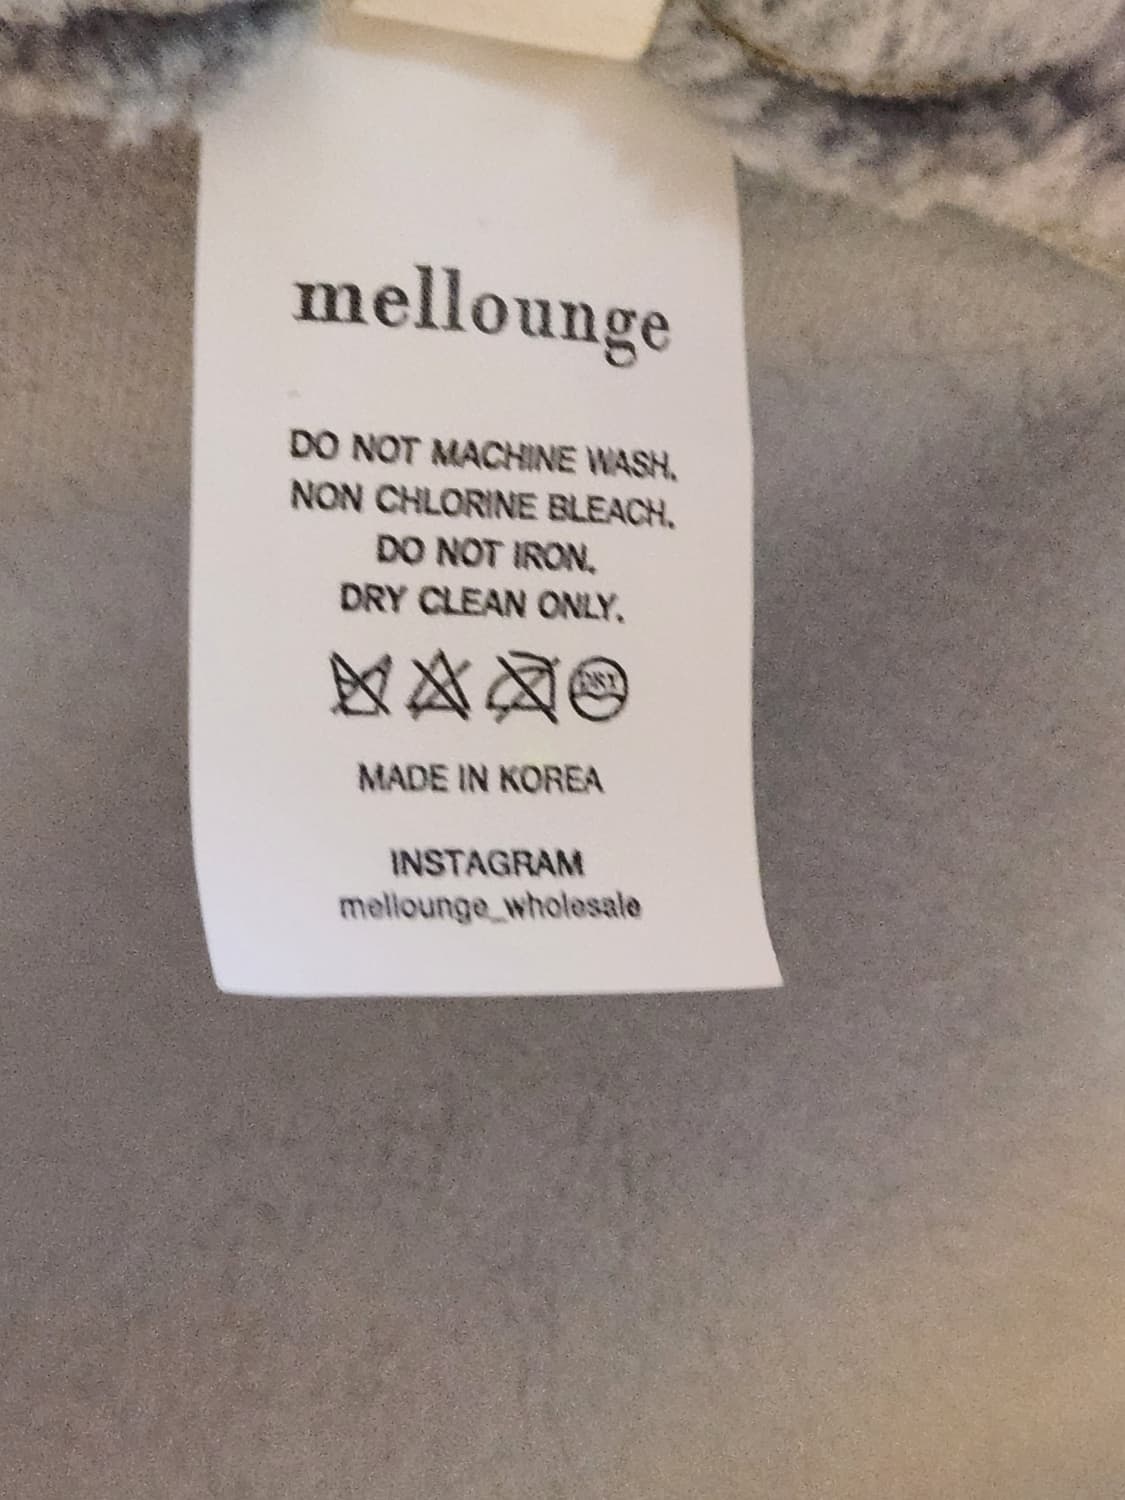 mellounge
DO NOT MACHINE WASH.
NON CHLORINE BLEACH.
DO NOT IRON.
DRY CLEAN ONLY.
DRY
MADE IN KOREA
INSTAGRAM
mellounge_wholesale